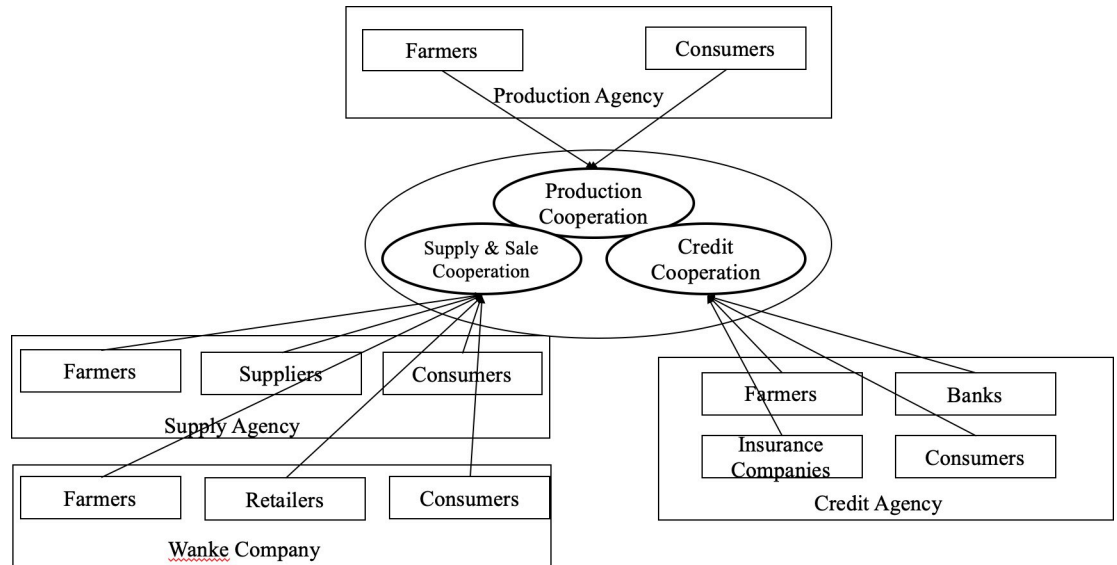 Farmers
Consumers
Production Agency
Production
Cooperation
Supply & Sale
Cooperation
Credit
Cooperation
Farmers
Suppliers
Consumers
Supply Agency
Farmers
Retailers
Consumers
Wanke Company
Farmers
Banks
Insurance
Companies
Consumers
Credit Agency